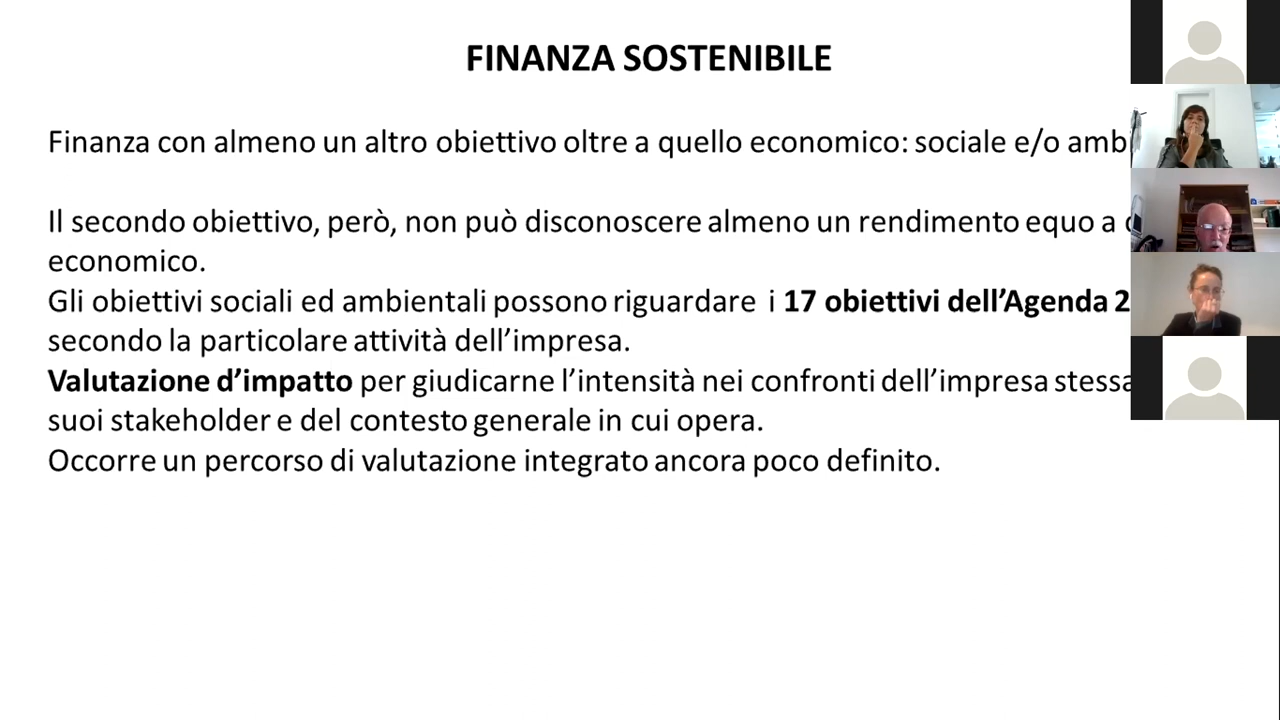 FINANZA SOSTENIBILE
Finanza con almeno un altro obiettivo oltre a quello economico: sociale e/o amb
Il secondo obiettivo, però, non può disconoscere almeno un rendimento equo a
economico.
Gli obiettivi sociali ed ambientali possono riguardare i 17 obiettivi dell’Agenda 2
secondo la particolare attività dell’impresa.
Valutazione d’impatto per giudicarne l’intensità nei confronti dell’impresa stessa
suoi stakeholder e del contesto generale in cui opera.
Occorre un percorso di valutazione integrato ancora poco definito.